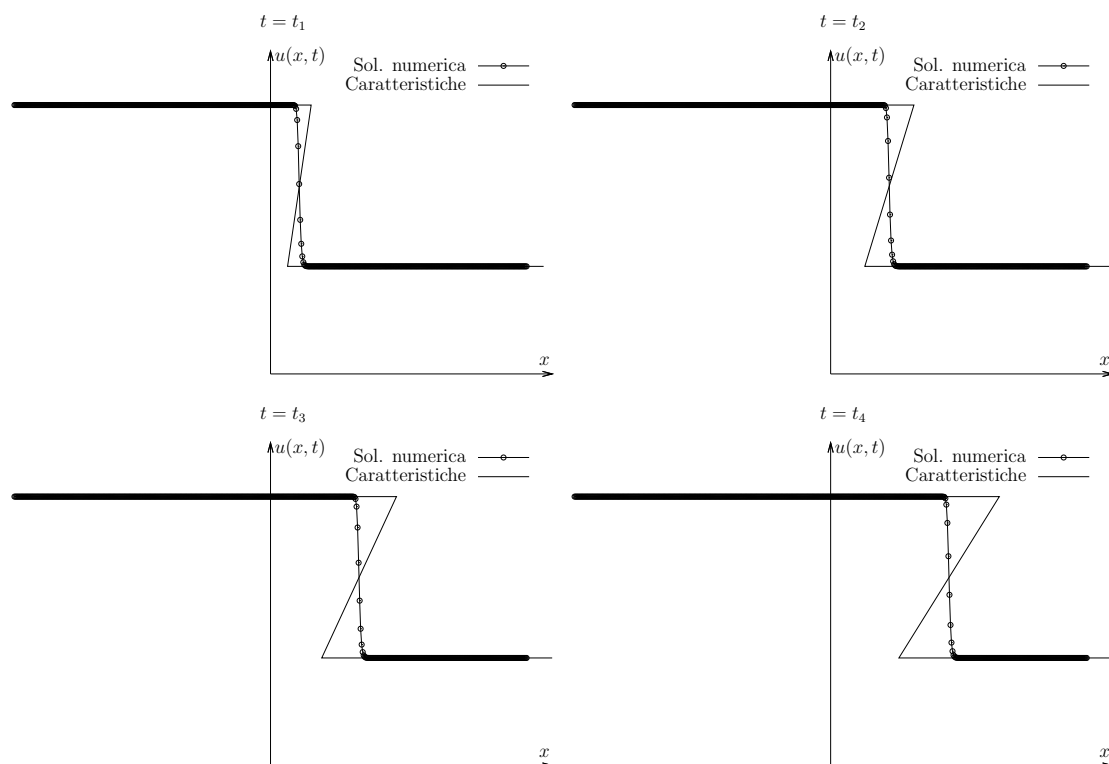 t = t₁
u(x, t)
Sol. numerica
Caratteristiche
x
t = t₂
u(x, t)
Sol. numerica
Caratteristiche
x
t = t₃
u(x, t)
Sol. numerica
Caratteristiche
x
t = t₄
u(x, t)
Sol. numerica
Caratteristiche
x